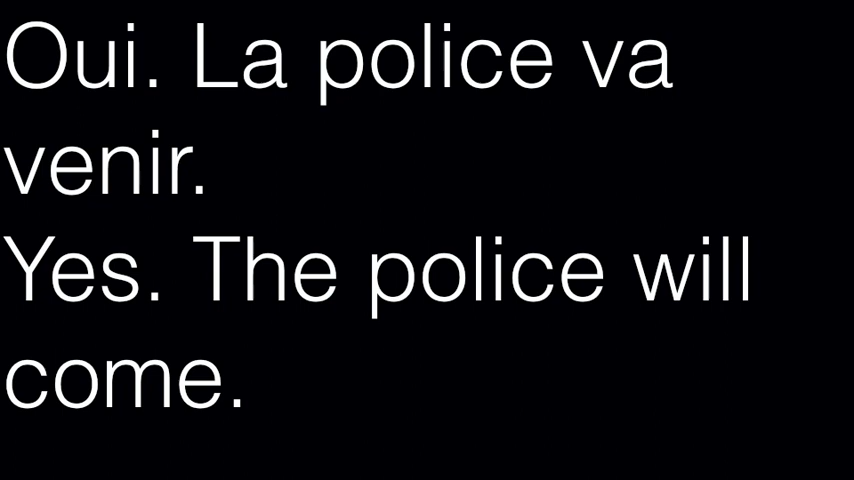 Oui. La police va
venir.
Yes. The police will
come.